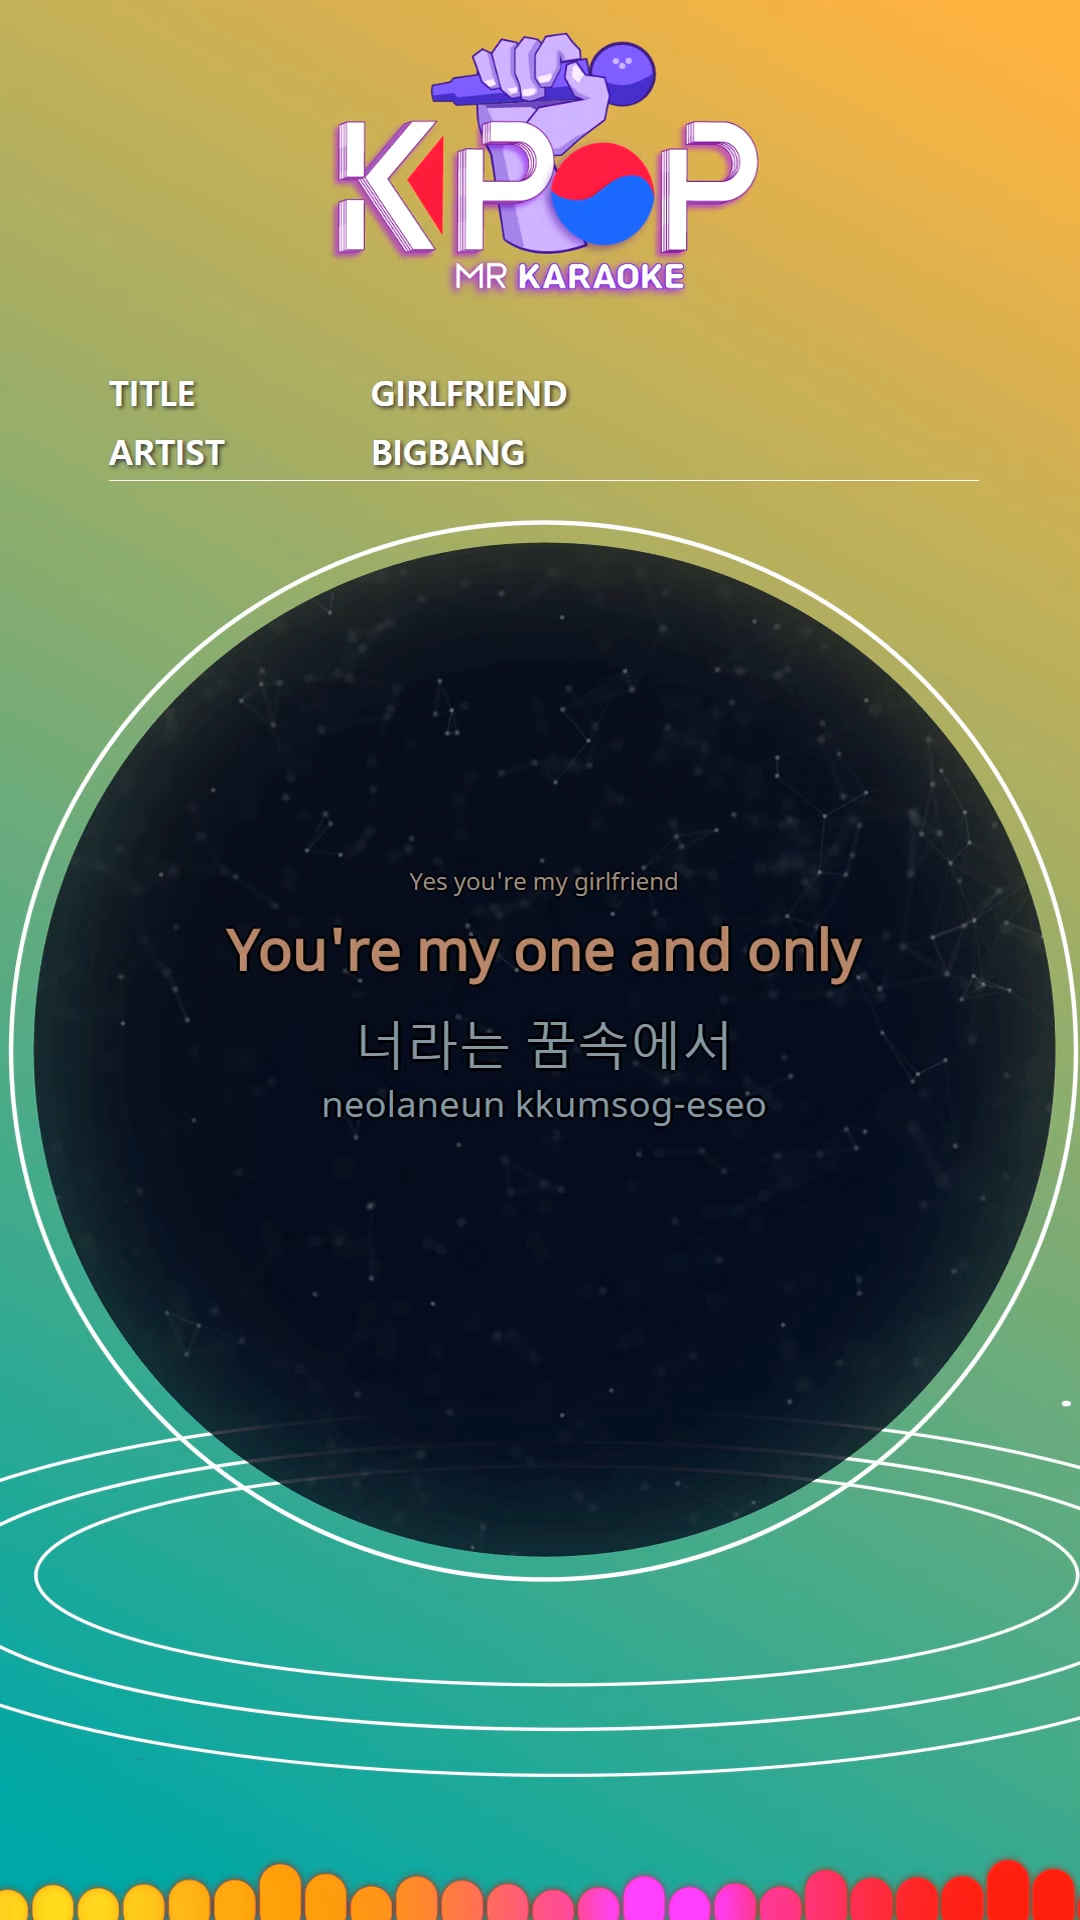 KPOP
MR KARAOKE
TITLE GIRLFRIEND
ARTIST BIGBANG
Yes you're my girlfriend
You're my one and only
너라는 꿈속에서
neolaneun kkumsog-eseo